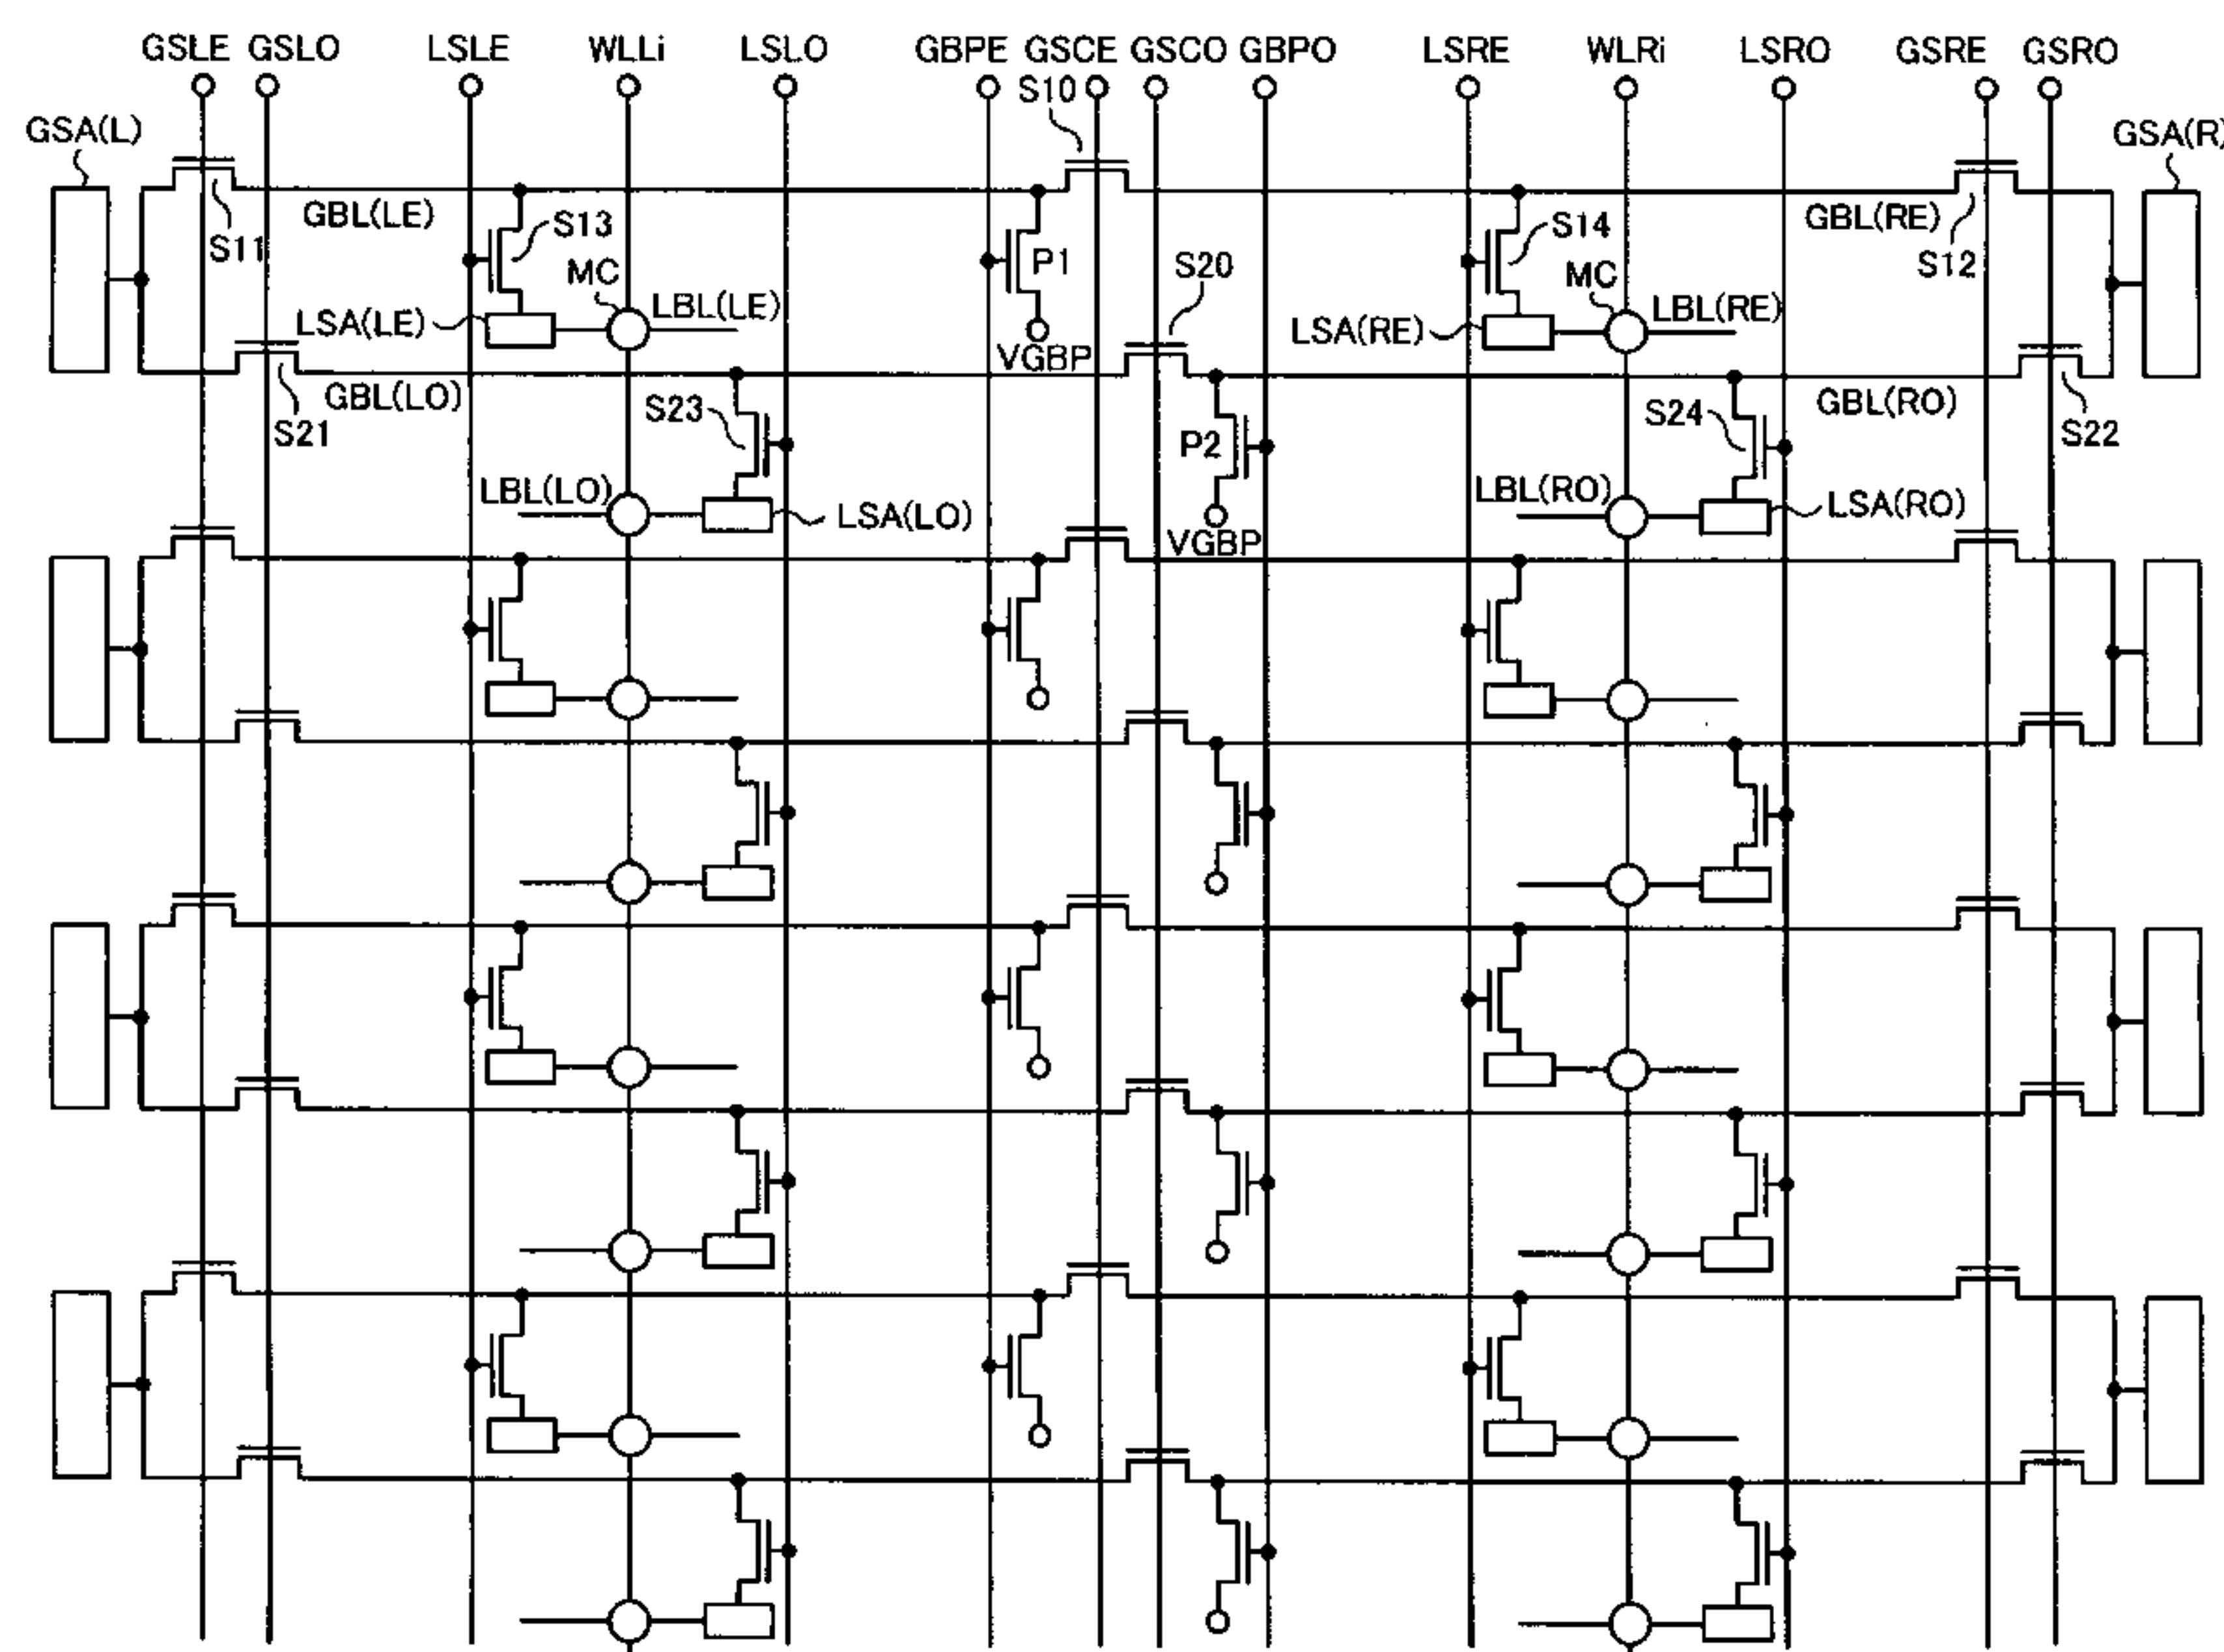 GSLE GSLO LSLE WLLi LSLO GBPE GSCE GSCO GBPO LSRE WLRi LSRO GSRE GSRO
S10
GSA(L) GSA(R)
GBL(LE) S13 GBL(RE) S14
S11 P1 S20 S12
MC MC
LSA(LE) LBL(LE) LSA(RE) LBL(RE)
VGBP
GBL(LO) S23 GBL(RO) S24
S21 P2 S22
LBL(LO) LSA(LO) LBL(RO) LSA(RO)
VGBP